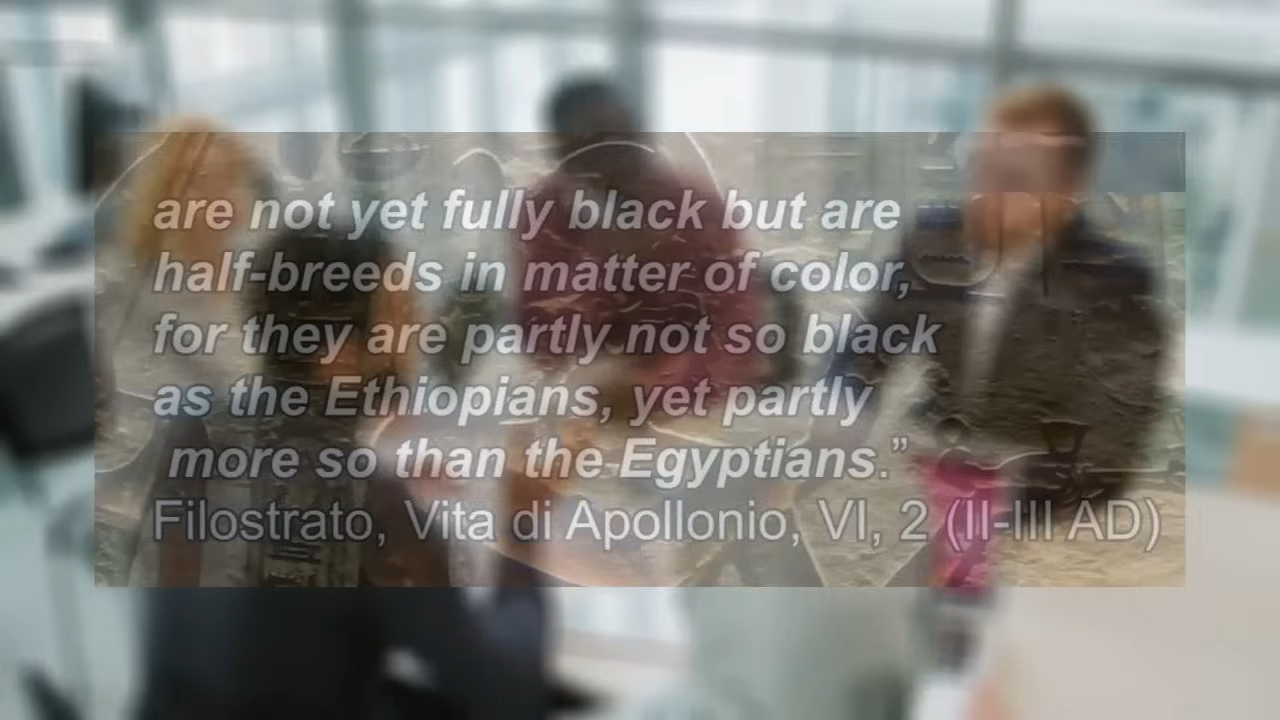 are not yet fully black but are
half-breeds in matter of color,
for they are partly not so black
as the Ethiopians, yet partly
more so than the Egyptians.”
Filostrato, Vita di Apollonio, VI, 2 (II-III AD)